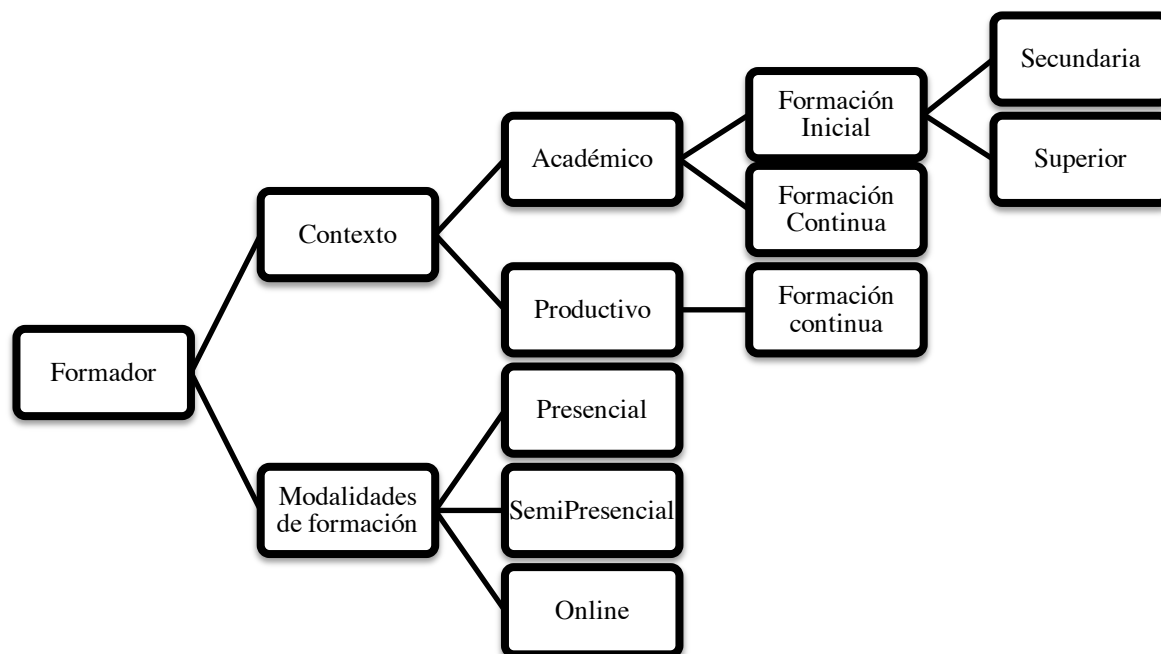 Secundaria
Formación
Inicial
Superior
Académico
Formación
Continua
Contexto
Productivo
Formación
continua
Formador
Presencial
Modalidades
de formación
SemiPresencial
Online